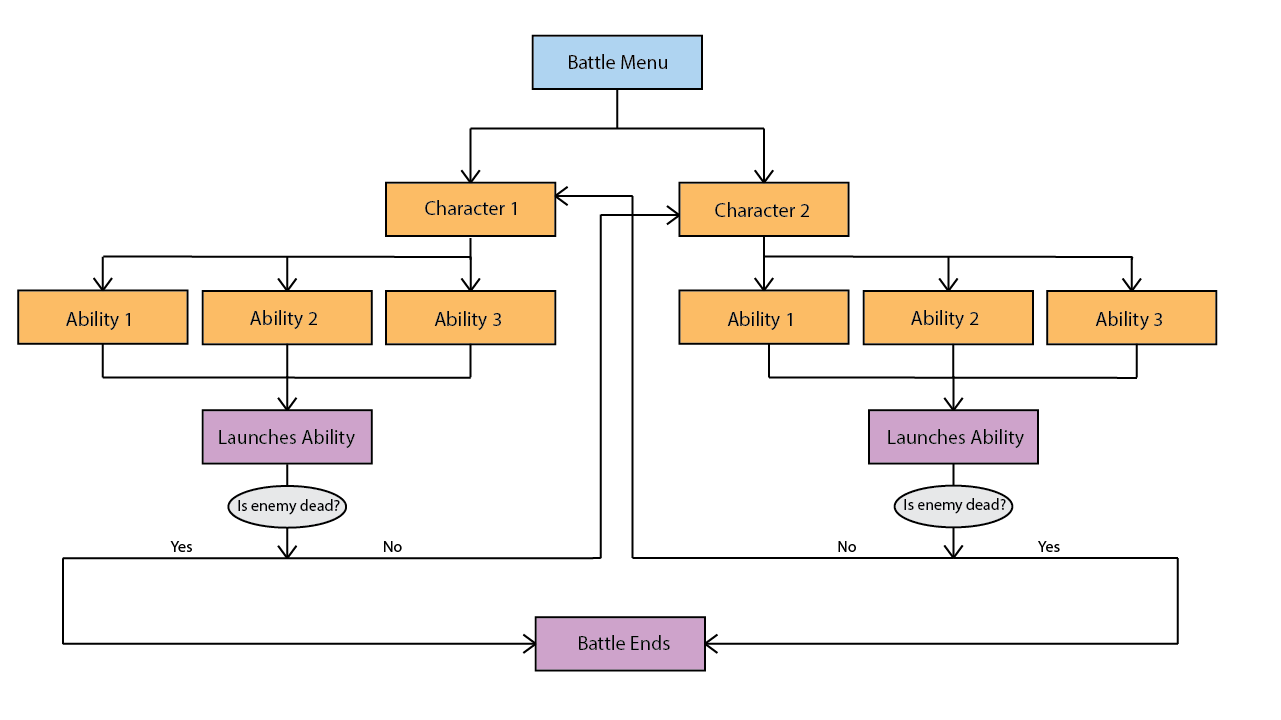 Battle Menu
Character 1
Character 2
Ability 1
Ability 2
Ability 3
Ability 1
Ability 2
Ability 3
Launches Ability
Launches Ability
Is enemy dead?
Is enemy dead?
Yes
No
No
Yes
Battle Ends